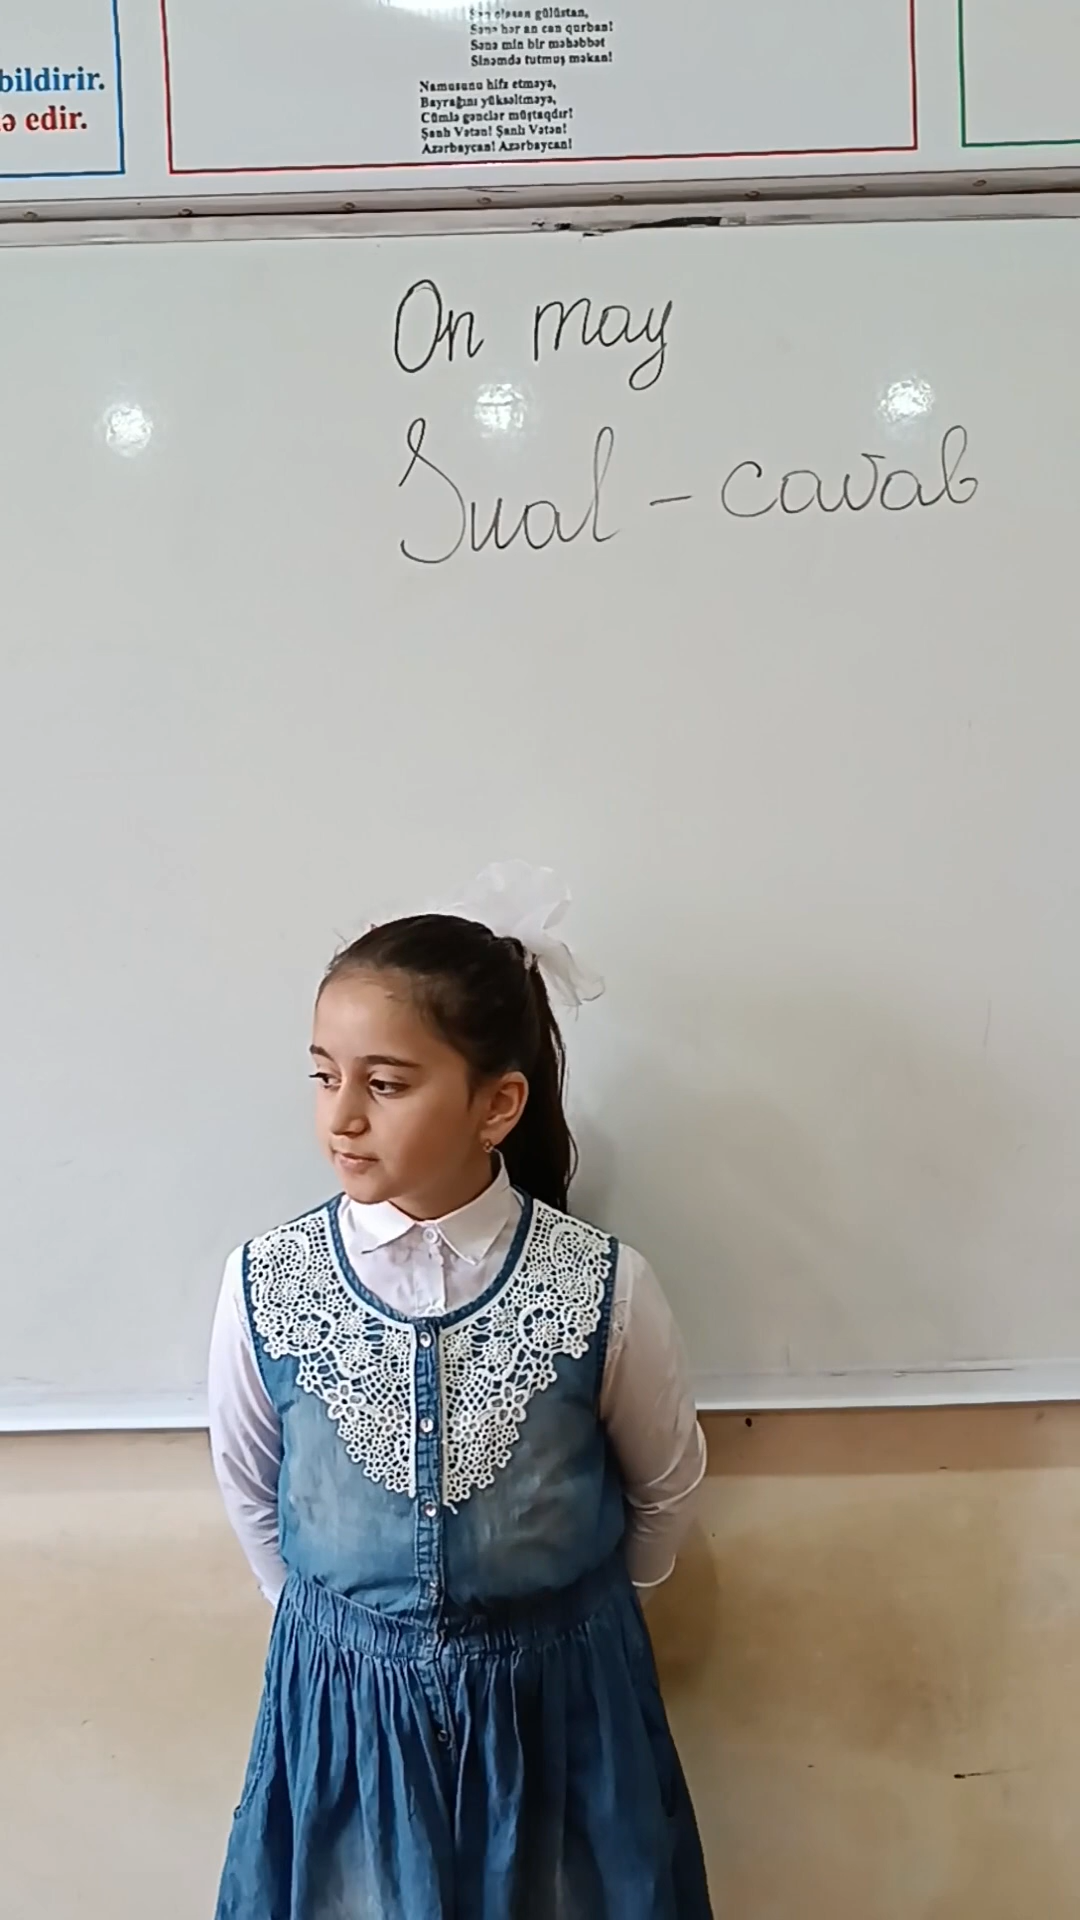 Sən olasan gülüstan,
Sənə hər an can qurban!
Sənə min bir məhəbbət
Sinəmdə tutmuş məkan!
bildirir.
ə edir.
Namusunu hifz etməyə,
Bayrağını yüksəltməyə,
Cümlə gənclər müştaqdır!
Şanlı Vətən! Şanlı Vətən!
Azərbaycan! Azərbaycan!
On may
Sual - cavab